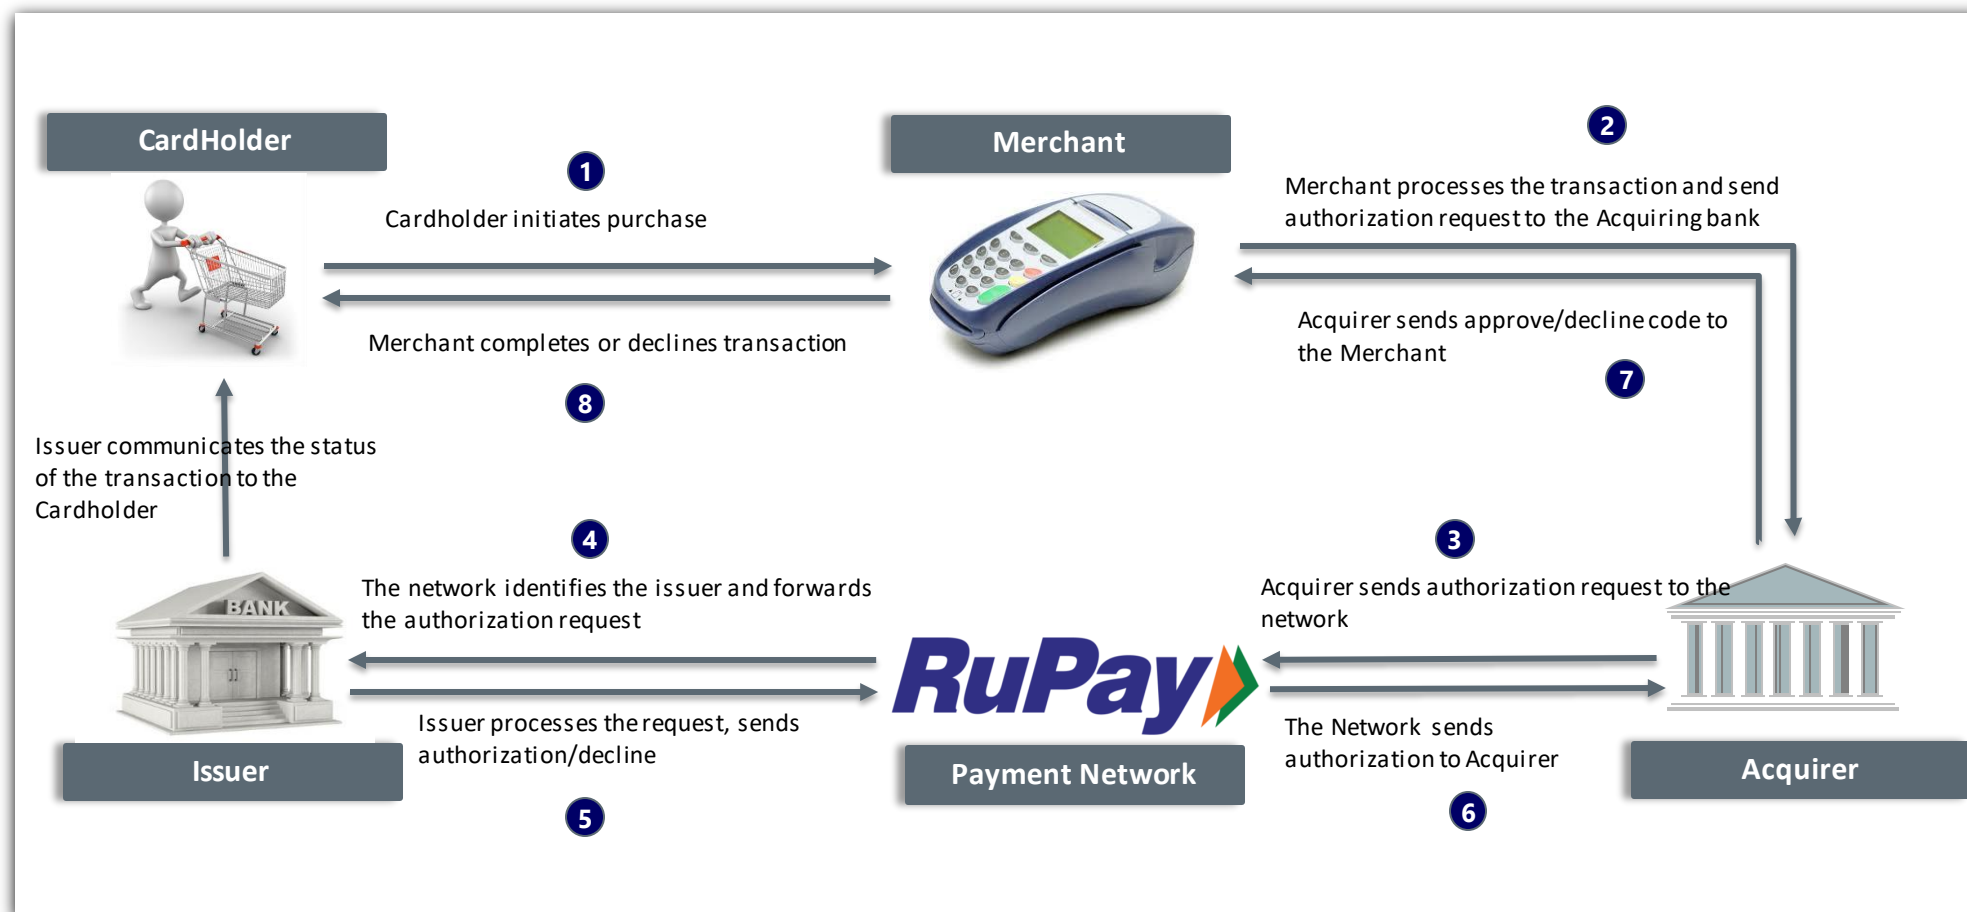 CardHolder
1
Cardholder initiates purchase
Merchant completes or declines transaction
8
Merchant
2
Merchant processes the transaction and send
authorization request to the Acquiring bank
Acquirer sends approve/decline code to
the Merchant
7
Issuer communicates the status
of the transaction to the
Cardholder
4
The network identifies the issuer and forwards
the authorization request
3
Acquirer sends authorization request to the
network
BANK
RuPay
Issuer processes the request, sends
authorization/decline
5
The Network sends
authorization to Acquirer
6
Issuer
Payment Network
Acquirer